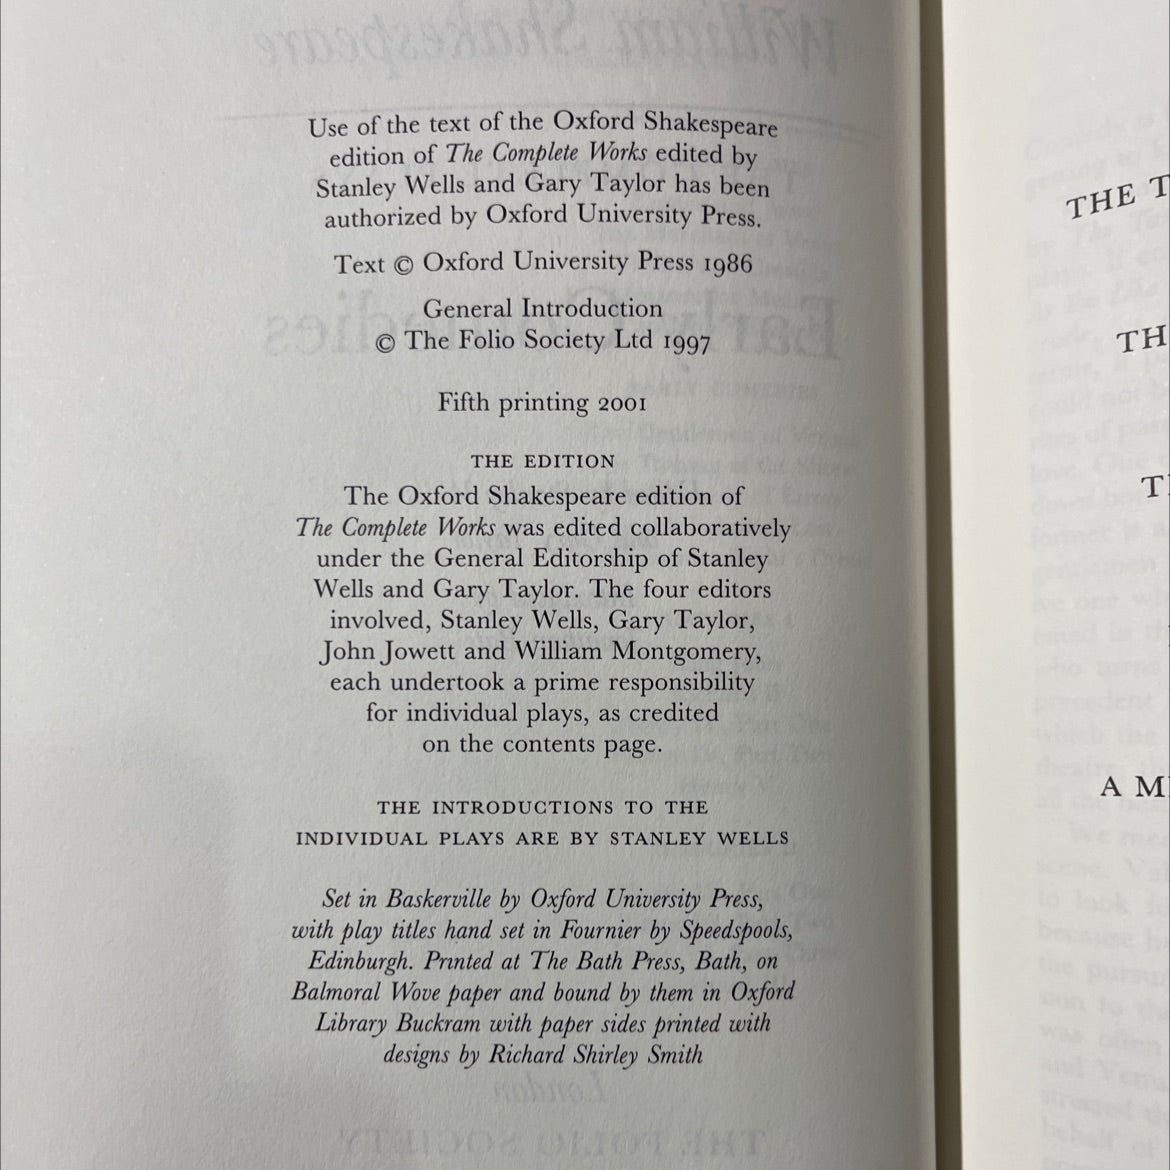 Use of the text of the Oxford Shakespeare
edition of The Complete Works edited by
Stanley Wells and Gary Taylor has been
authorized by Oxford University Press.
Text © Oxford University Press 1986
General Introduction
© The Folio Society Ltd 1997
Fifth printing 2001
THE EDITION
The Oxford Shakespeare edition of
The Complete Works was edited collaboratively
under the General Editorship of Stanley
Wells and Gary Taylor. The four editors
involved, Stanley Wells, Gary Taylor,
John Jowett and William Montgomery,
each undertook a prime responsibility
for individual plays, as credited
on the contents page.
THE INTRODUCTIONS TO THE
INDIVIDUAL PLAYS ARE BY STANLEY WELLS
Set in Baskerville by Oxford University Press,
with play titles hand set in Fournier by Speedspools,
Edinburgh. Printed at The Bath Press, Bath, on
Balmoral Wove paper and bound by them in Oxford
Library Buckram with paper sides printed with
designs by Richard Shirley Smith
THE T
TH
T
A M